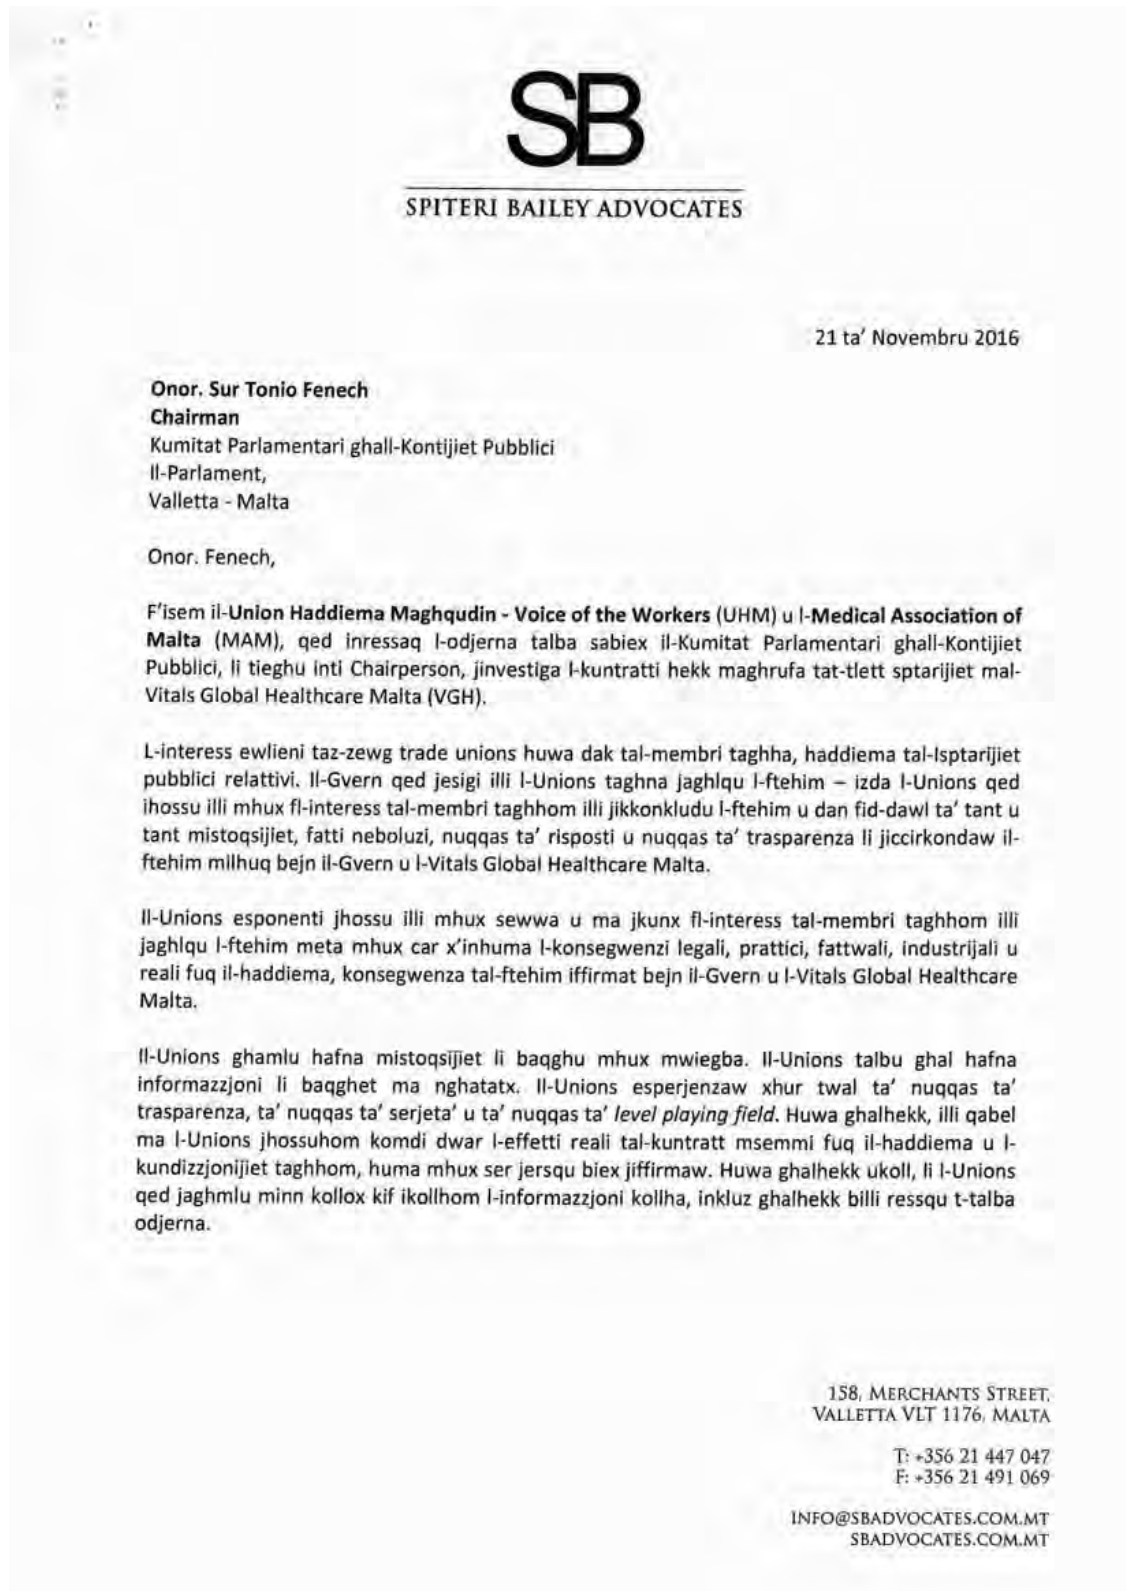 SB
SPITERI BAILEY ADVOCATES
21 ta' Novembru 2016
Onor. Sur Tonio Fenech
Chairman
Kumitat Parlamentari ghall-Kontijiet Pubblici
Il-Parlament,
Valletta - Malta
Onor. Fenech,
F'isem il-Union Haddiema Maghqudin - Voice of the Workers (UHM) u l-Medical Association of
Malta (MAM), qed inressaq l-odjerna talba sabiex il-Kumitat Parlamentari ghall-Kontijiet
Pubblici, li tieghu inti Chairperson, jinvestiga l-kuntratti hekk maghrufa tat-tlett sptarijiet mal-
Vitals Global Healthcare Malta (VGH).
L-interess ewlieni taz-zewg trade unions huwa dak tal-membri taghha, haddiema tal-Isptarijiet
pubblici relattivi. Il-Gvern qed jesigi illi l-Unions taghna jaghlqu l-ftehim – izda l-Unions qed
ihossu illi mhux fl-interess tal-membri taghhom illi jikkonkludu l-ftehim u dan fid-dawl ta' tant u
tant mistoqsijiet, fatti neboluzi, nuqqas ta' risposti u nuqqas ta' trasparenza li jiccirkondaw il-
ftehim milhuq bejn il-Gvern u l-Vitals Global Healthcare Malta.
Il-Unions esponenti jhossu illi mhux sewwa u ma jkunx fl-interess tal-membri taghhom illi
jaghlqu l-ftehim meta mhux car x'inhuma l-konsegwenzi legali, prattici, fattwali, industrijali u
reali fuq il-haddiema, konsegwenza tal-ftehim iffirmat bejn il-Gvern u l-Vitals Global Healthcare
Malta.
Il-Unions ghamlu hafna mistoqsijiet li baqghu mhux mwiegba. Il-Unions talbu ghal hafna
informazzjoni li baqghet ma nghatatx. Il-Unions esperjenzaw xhur twal ta' nuqqas ta'
trasparenza, ta' nuqqas ta' serjeta' u ta' nuqqas ta' level playing field. Huwa ghalhekk, illi qabel
ma l-Unions jhossuhom komdi dwar l-effetti reali tal-kuntratt msemmi fuq il-haddiema u l-
kundizzjonijiet taghhom, huma mhux ser jersqu biex jiffirmaw. Huwa ghalhekk ukoll, li l-Unions
qed jaghmlu minn kollox kif ikollhom l-informazzjoni kollha, inkluz ghalhekk billi ressqu t-talba
odjerna.
158, MERCHANTS STREET,
VALLETTA VLT 1176, MALTA
T: +356 21 447 047
F: +356 21 491 069
INFO@SBADVOCATES.COM.MT
SBADVOCATES.COM.MT